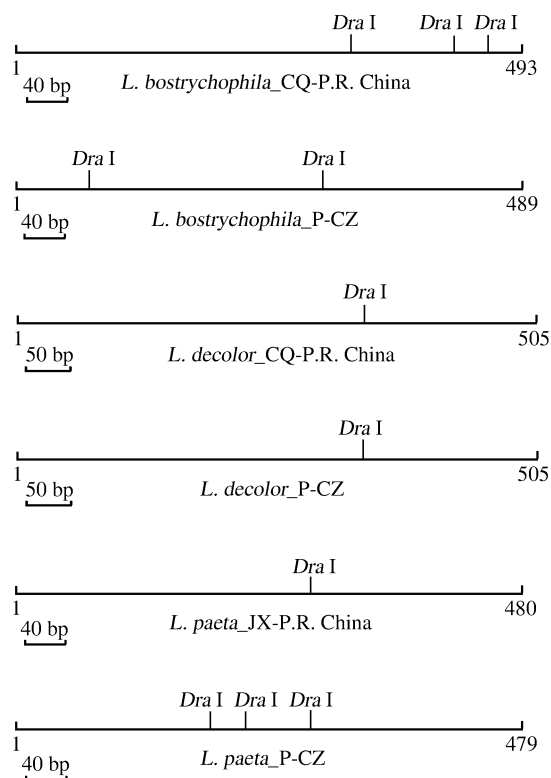 Dra I Dra I Dra I
1 493
40 bp L. bostrychophila_CQ-P.R. China
Dra I Dra I
1 489
40 bp L. bostrychophila_P-CZ
Dra I
1 505
50 bp L. decolor_CQ-P.R. China
Dra I
1 505
50 bp L. decolor_P-CZ
Dra I
1 480
40 bp L. paeta_JX-P.R. China
Dra I Dra I Dra I
1 479
40 bp L. paeta_P-CZ